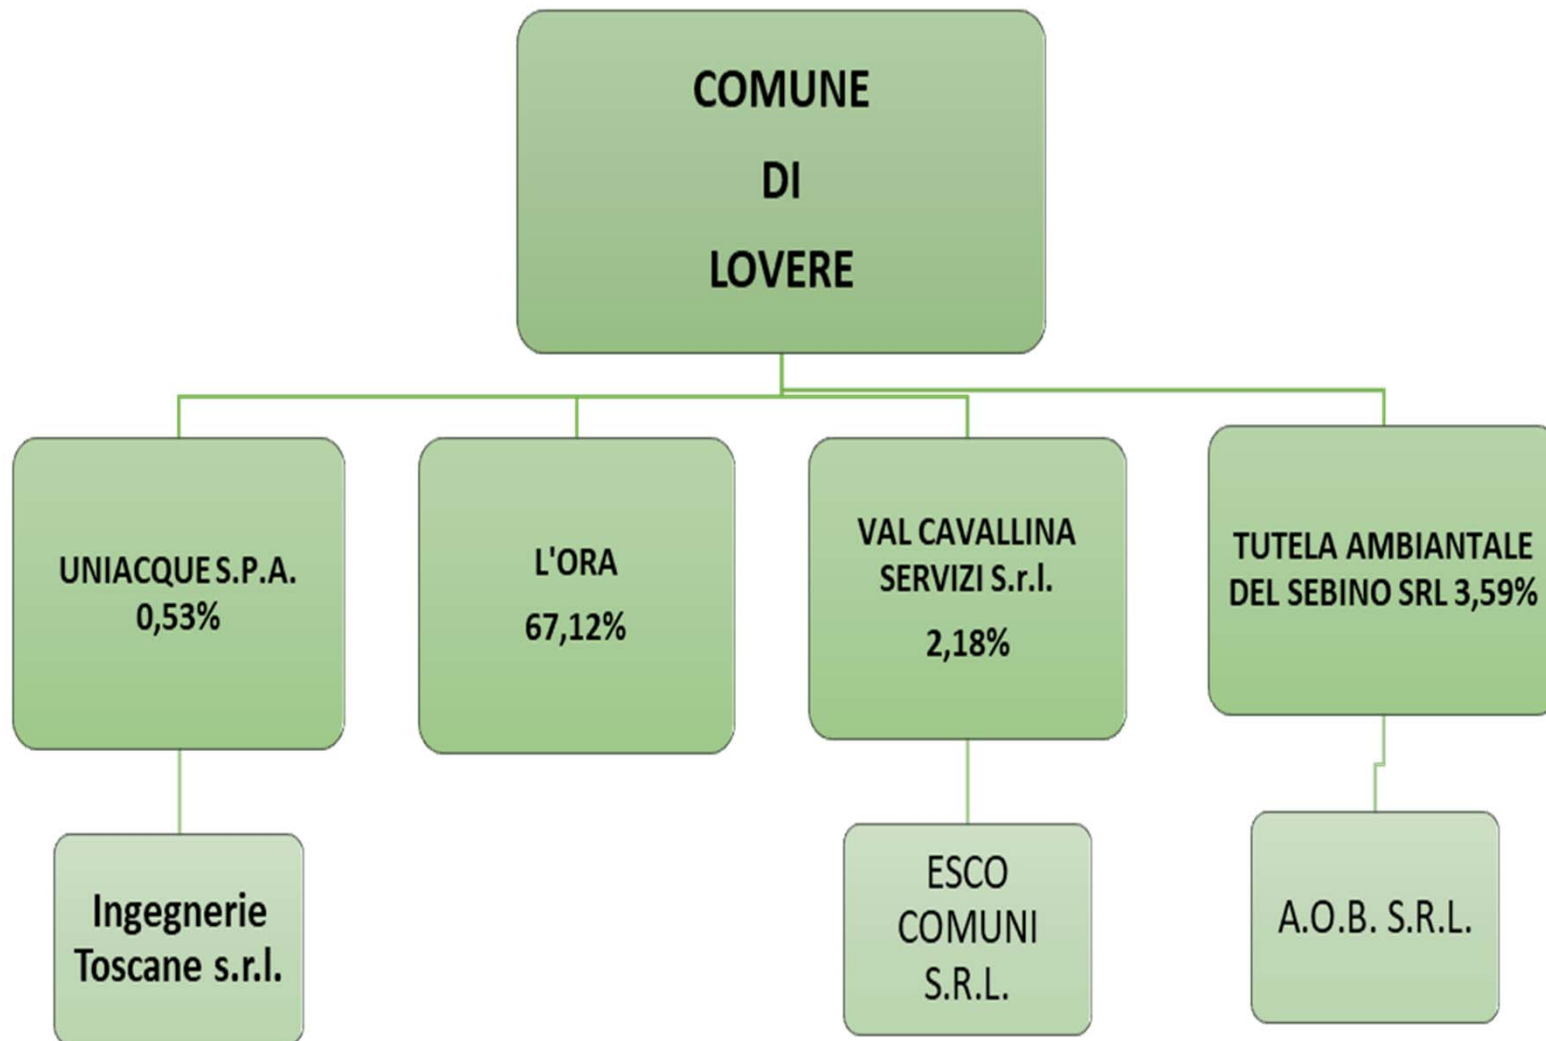 COMUNE
DI
LOVERE
UNIACQUE S.P.A.
0,53%
L'ORA
67,12%
VAL CAVALLINA
SERVIZI S.r.l.
2,18%
TUTELA AMBIANTALE
DEL SEBINO SRL 3,59%
Ingegnerie
Toscane s.r.l.
ESCO
COMUNI
S.R.L.
A.O.B. S.R.L.